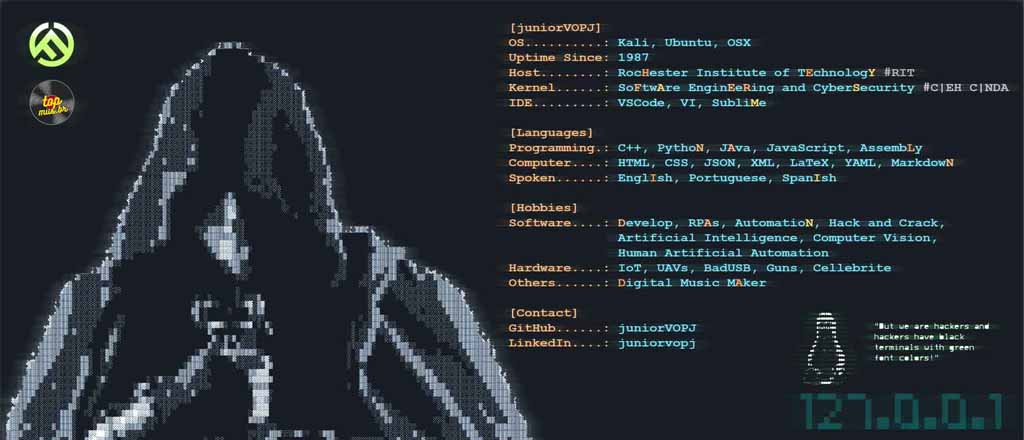 top
mus.br
[juniorVOPJ]
OS..........: Kali, Ubuntu, OSX
Uptime Since: 1987
Host........: RocHester Institute of TEchnologY #RIT
Kernel......: SoFtwAre EnginEeRing and CyberSecurity #C|EH C|NDA
IDE.........: VSCode, VI, SubliMe
[Languages]
Programming.: C++, PythoN, JAva, JavaScript, AssembLy
Computer....: HTML, CSS, JSON, XML, LaTeX, YAML, MarkdowN
Spoken......: EnglIsh, Portuguese, SpanIsh
[Hobbies]
Software....: Develop, RPAs, AutomatioN, Hack and Crack,
Artificial Intelligence, Computer Vision,
Human Artificial Automation
Hardware....: IoT, UAVs, BadUSB, Guns, Cellebrite
Others......: Digital Music MAker
[Contact]
GitHub......: juniorVOPJ
LinkedIn....: juniorvopj
"But we are hackers and
hackers have black
terminals with green
font colors!"
127.0.0.1